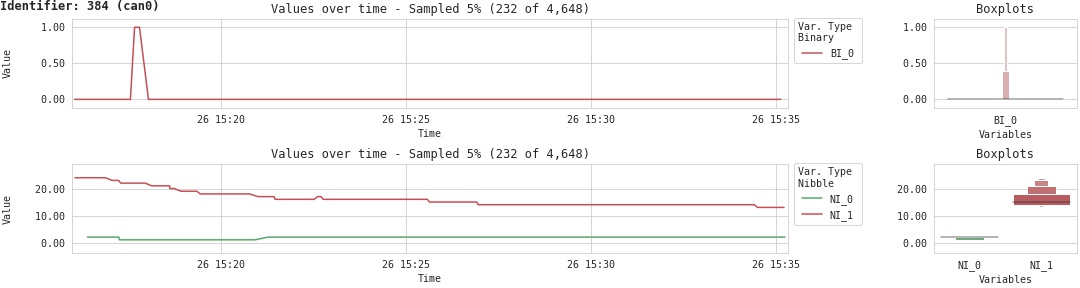 Identifier: 384 (can0)
Values over time - Sampled 5% (232 of 4,648)
Boxplots
1.00
0.50
0.00
Value
26 15:20
26 15:25
26 15:30
26 15:35
Time
Var. Type
Binary
BI_0
1.00
0.50
0.00
BI_0
Variables
Values over time - Sampled 5% (232 of 4,648)
Boxplots
20.00
10.00
0.00
Value
26 15:20
26 15:25
26 15:30
26 15:35
Time
Var. Type
Nibble
NI_0
NI_1
20.00
10.00
0.00
NI_0
NI_1
Variables